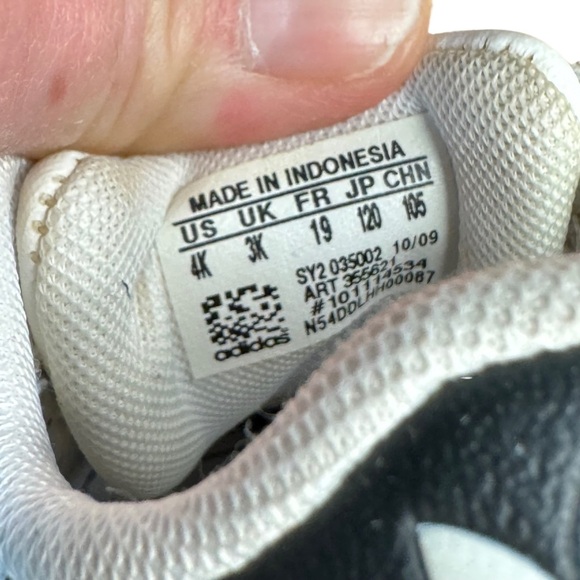 MADE IN INDONESIA
US UK FR JP CHN
4K 3K 19 120 105
SY2 035002 10/09
ART 355621
#101114534
N54DDLHH00087
adidas